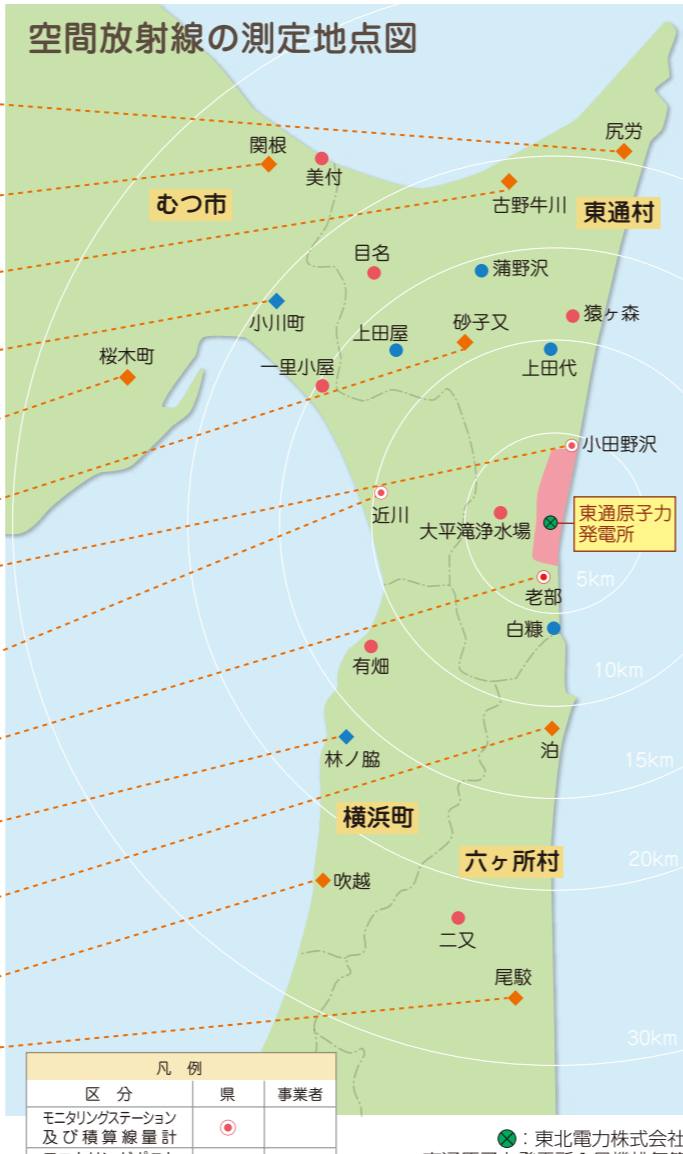 空間放射線の測定地点図
尻労
関根
美付
むつ市
古野牛川
東通村
目名
蒲野沢
小川町
上田屋
砂子又
猿ヶ森
桜木町
一里小屋
上田代
小田野沢
近川
大平滝浄水場
東通原子力
発電所
5km
老部
白糠
有畑
10km
林ノ脇
泊
15km
横浜町
六ヶ所村
20km
吹越
二又
尾駮
30km
凡 例
区 分 県 事業者
モニタリングステーション
及び積算線量計
:東北電力株式会社